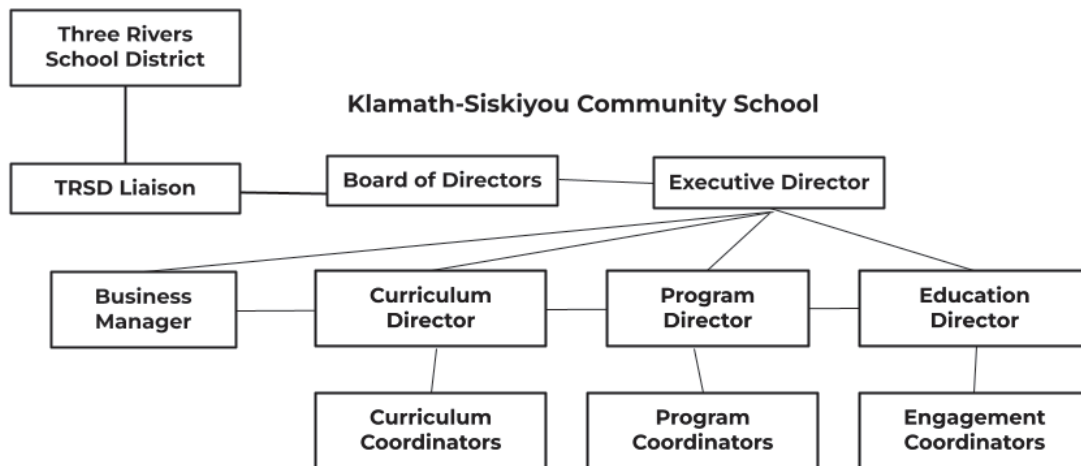 Three Rivers
School District
Klamath-Siskiyou Community School
TRSD Liaison
Board of Directors
Executive Director
Business
Manager
Curriculum
Director
Program
Director
Education
Director
Curriculum
Coordinators
Program
Coordinators
Engagement
Coordinators